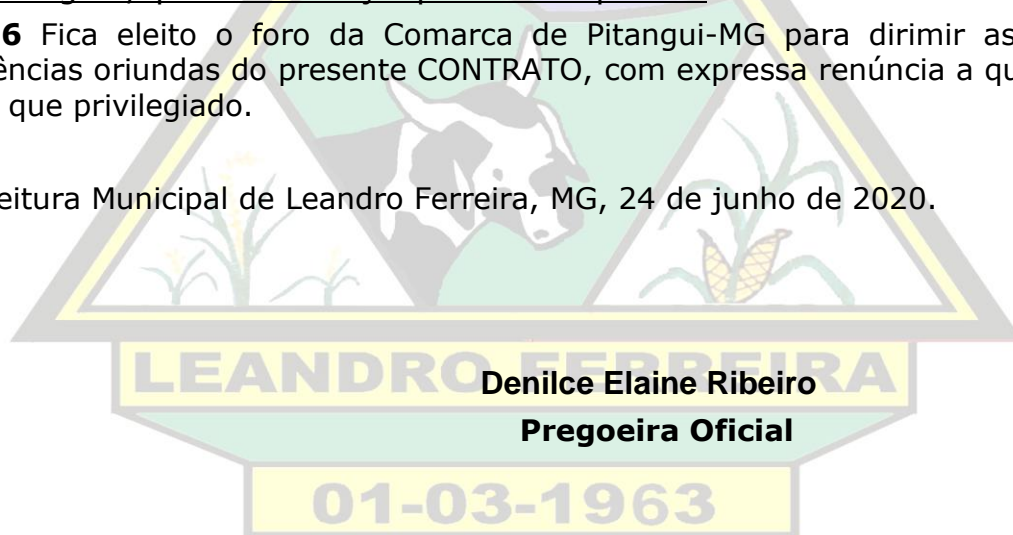 6 Fica eleito o foro da Comarca de Pitangui-MG para dirimir as
ências oriundas do presente CONTRATO, com expressa renúncia a qu
que privilegiado.
eitura Municipal de Leandro Ferreira, MG, 24 de junho de 2020.
LEANDRO FERREIRA
Denilce Elaine Ribeiro
Pregoeira Oficial
01-03-1963